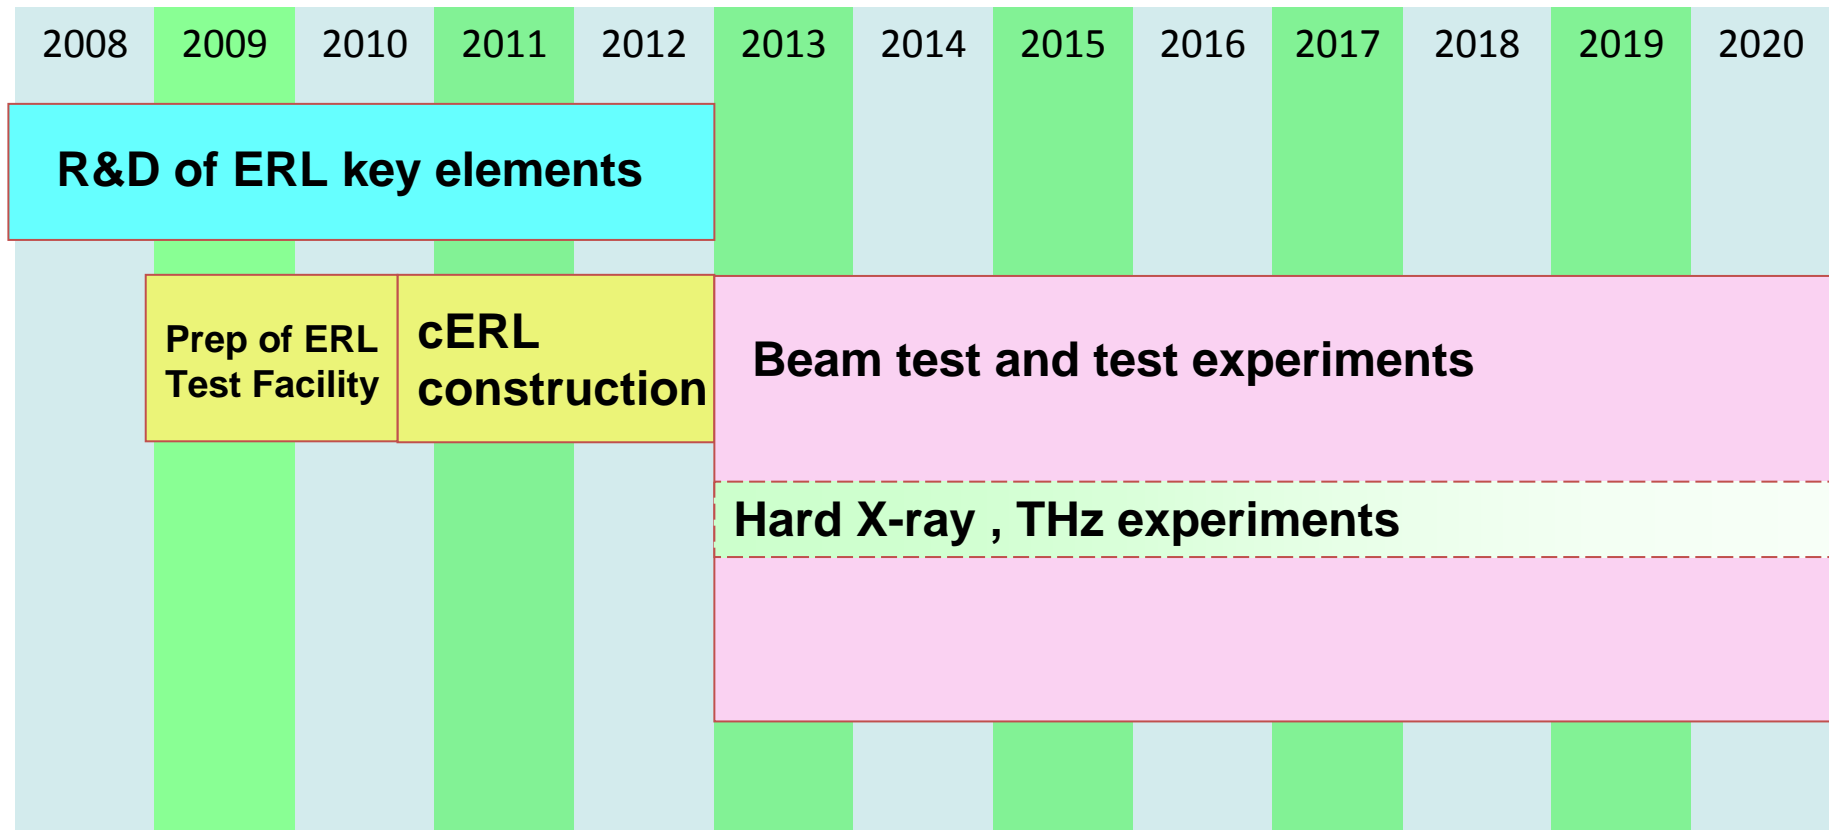 2008 2009 2010 2011 2012 2013 2014 2015 2016 2017 2018 2019 2020
R&D of ERL key elements
Prep of ERL
Test Facility
cERL
construction
Beam test and test experiments
Hard X-ray , THz experiments